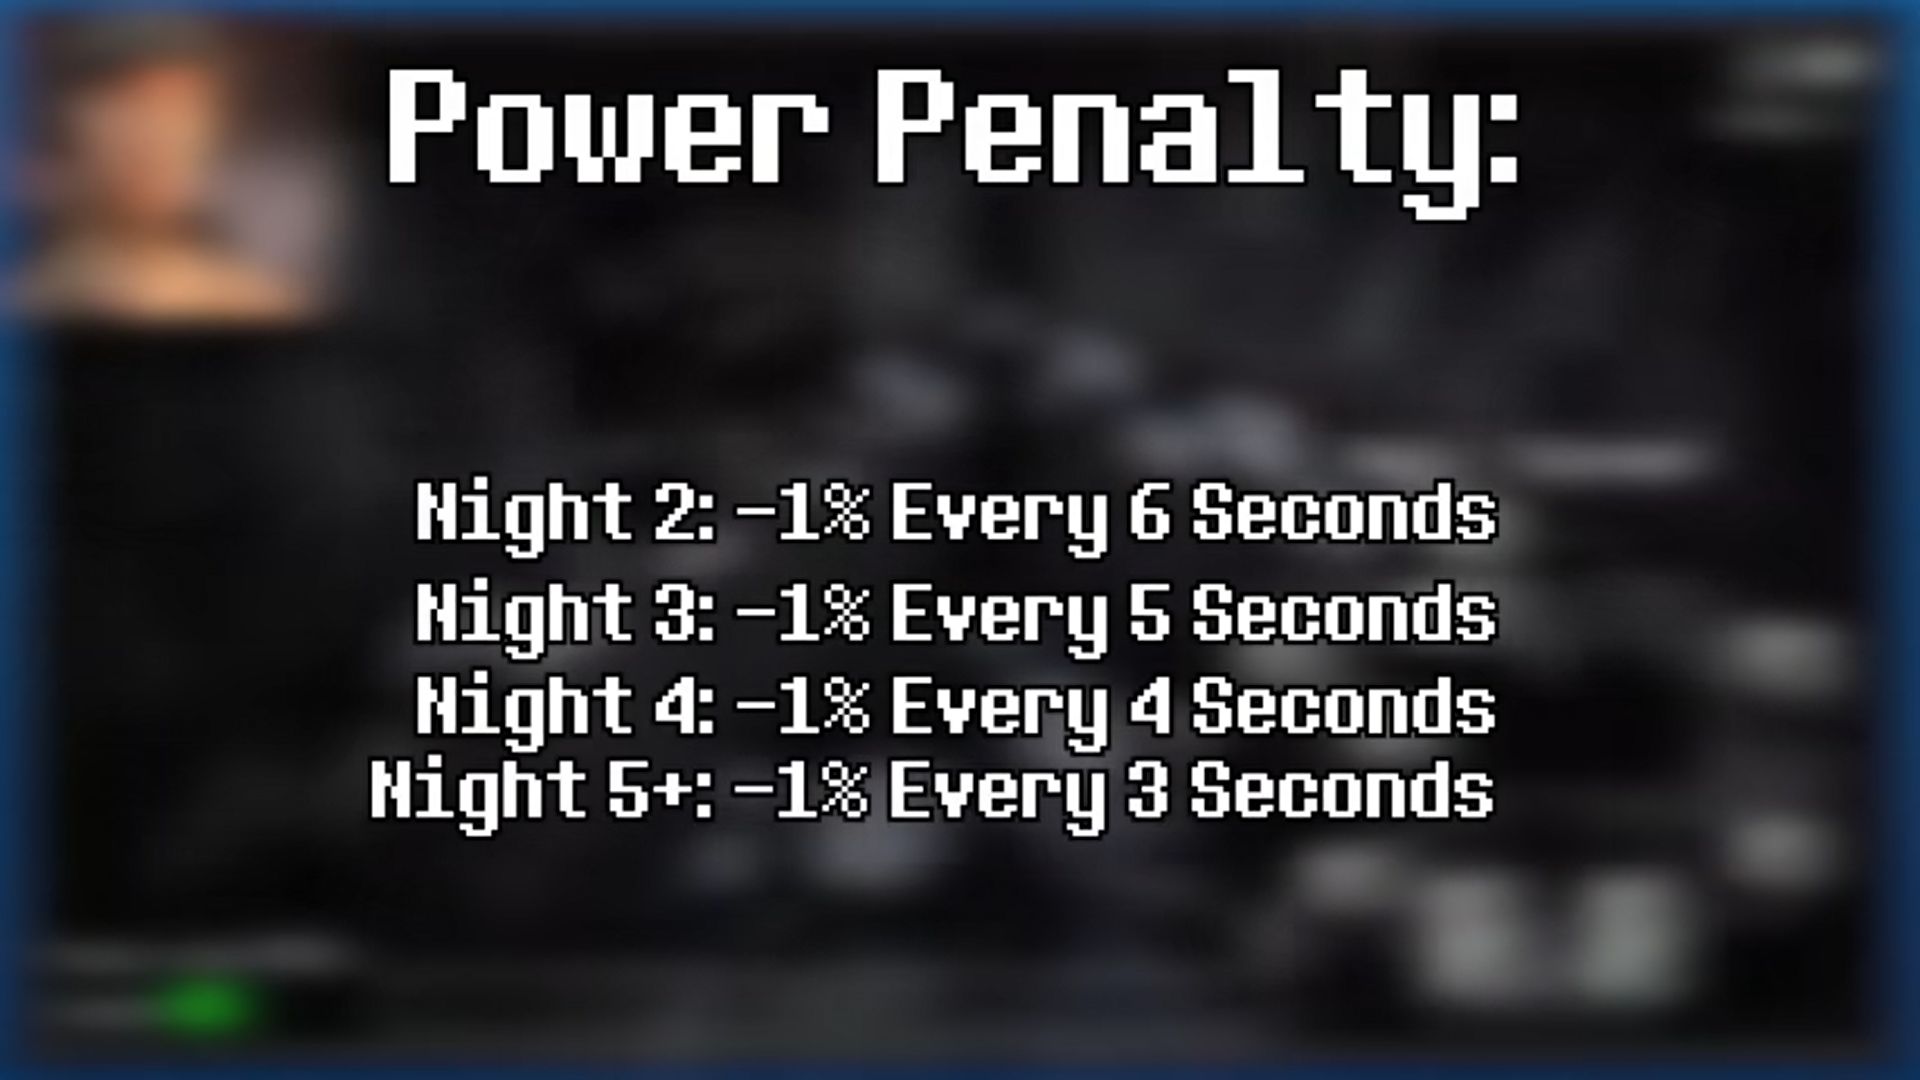 Power Penalty:
Night 2: -1% Every 6 Seconds
Night 3: -1% Every 5 Seconds
Night 4: -1% Every 4 Seconds
Night 5+: -1% Every 3 Seconds